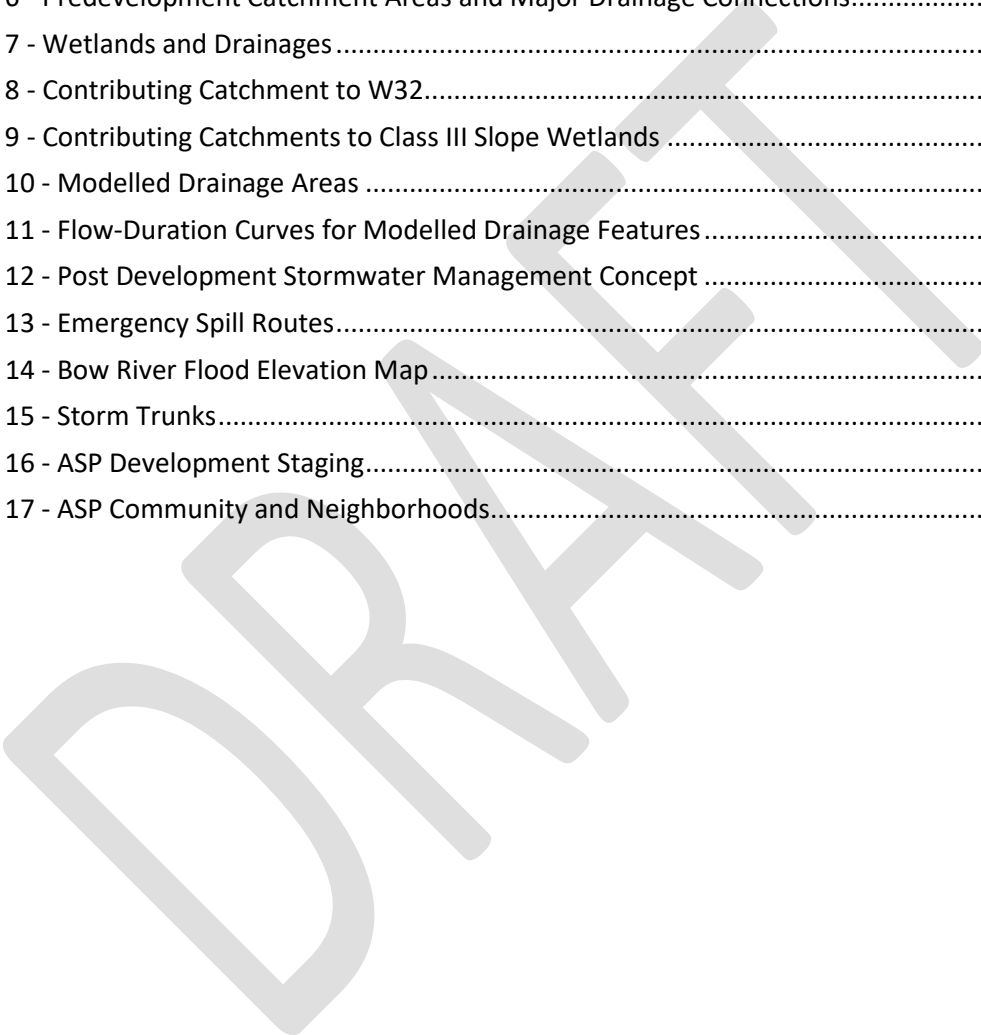 6 - Predevelopment Catchment Areas and Major Drainage Connections....................
7 - Wetlands and Drainages....................
8 - Contributing Catchment to W32....................
9 - Contributing Catchments to Class III Slope Wetlands....................
10 - Modelled Drainage Areas....................
11 - Flow-Duration Curves for Modelled Drainage Features....................
12 - Post Development Stormwater Management Concept....................
13 - Emergency Spill Routes....................
14 - Bow River Flood Elevation Map....................
15 - Storm Trunks....................
16 - ASP Development Staging....................
17 - ASP Community and Neighborhoods....................
DRAFT